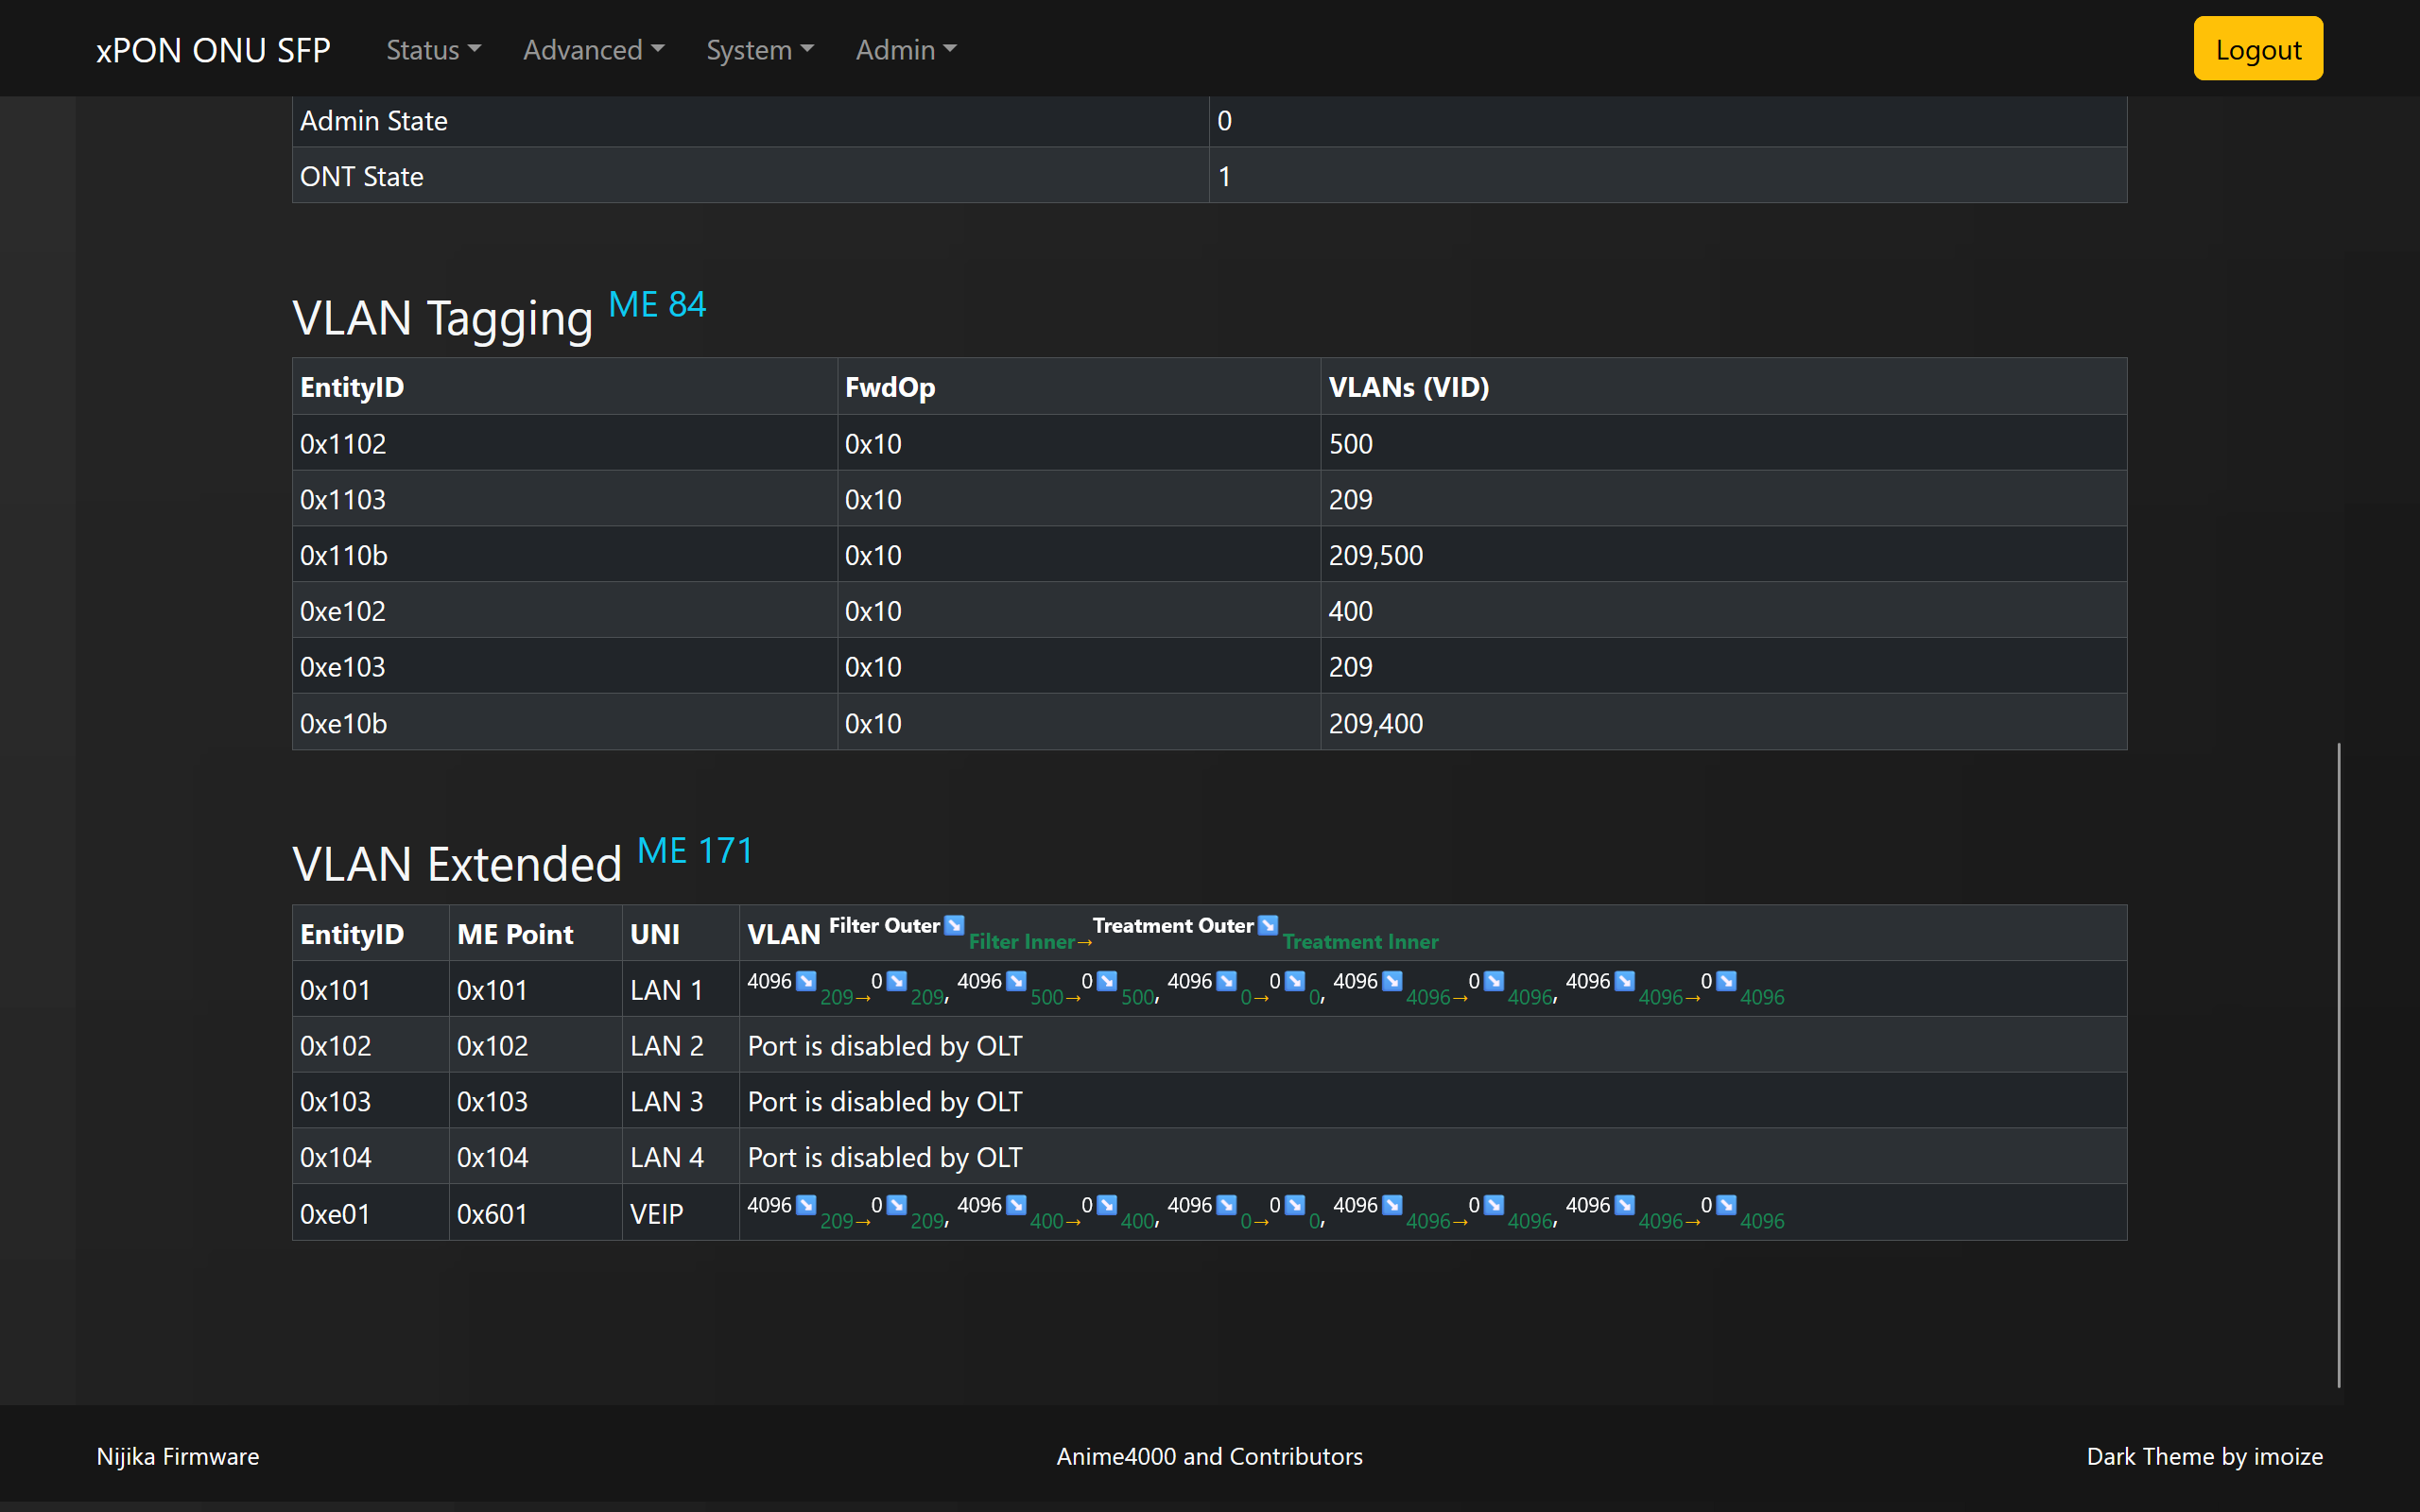 xPON ONU SFP Status Advanced System Admin Logout
Admin State 0
ONT State 1
VLAN Tagging ME 84
EntityID FwdOp VLANs (VID)
0x1102 0x10 500
0x1103 0x10 209
0x110b 0x10 209,500
0xe102 0x10 400
0xe103 0x10 209
0xe10b 0x10 209,400
VLAN Extended ME 171
EntityID ME Point UNI VLAN Filter Outer↘Filter Inner→Treatment Outer↘Treatment Inner
0x101 0x101 LAN 1 4096↘209→0↘209, 4096↘500→0↘500, 4096↘0→0↘0, 4096↘4096→0↘4096, 4096↘4096→0↘4096
0x102 0x102 LAN 2 Port is disabled by OLT
0x103 0x103 LAN 3 Port is disabled by OLT
0x104 0x104 LAN 4 Port is disabled by OLT
0xe01 0x601 VEIP 4096↘209→0↘209, 4096↘400→0↘400, 4096↘0→0↘0, 4096↘4096→0↘4096, 4096↘4096→0↘4096
Nijika Firmware Anime4000 and Contributors Dark Theme by imoize